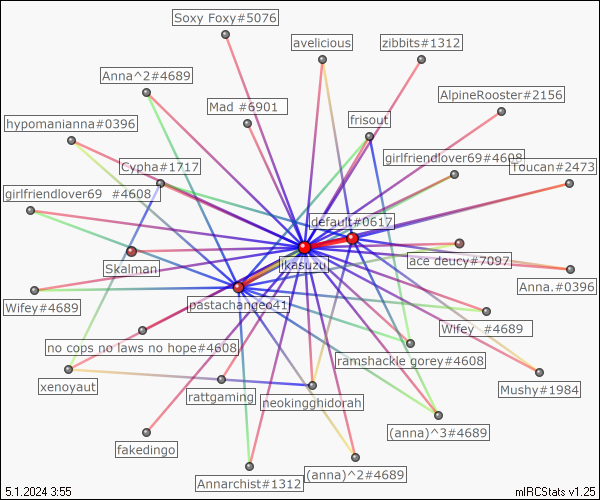 Soxy Foxy#5076
avelicious
zibbits#1312
Anna^2#4689
AlpineRooster#2156
Mad #6901
hypomanianna#0396
frisout
Cypha#1717
girlfriendlover69#4608
Toucan#2473
girlfriendlover69 #4608
default#0617
Skalman
ikasuzu
ace deucy#7097
Anna.#0396
Wifey#4689
pastachangeo41
Wifey #4689
no cops no laws no hope#4608
ramshackle gorey#4608
xenoyaut
rattgaming
neokingghidorah
Mushy#1984
(anna)^3#4689
fakedingo
Annarchist#1312
(anna)^2#4689
5.1.2024 3:55
mIRCStats v1.25